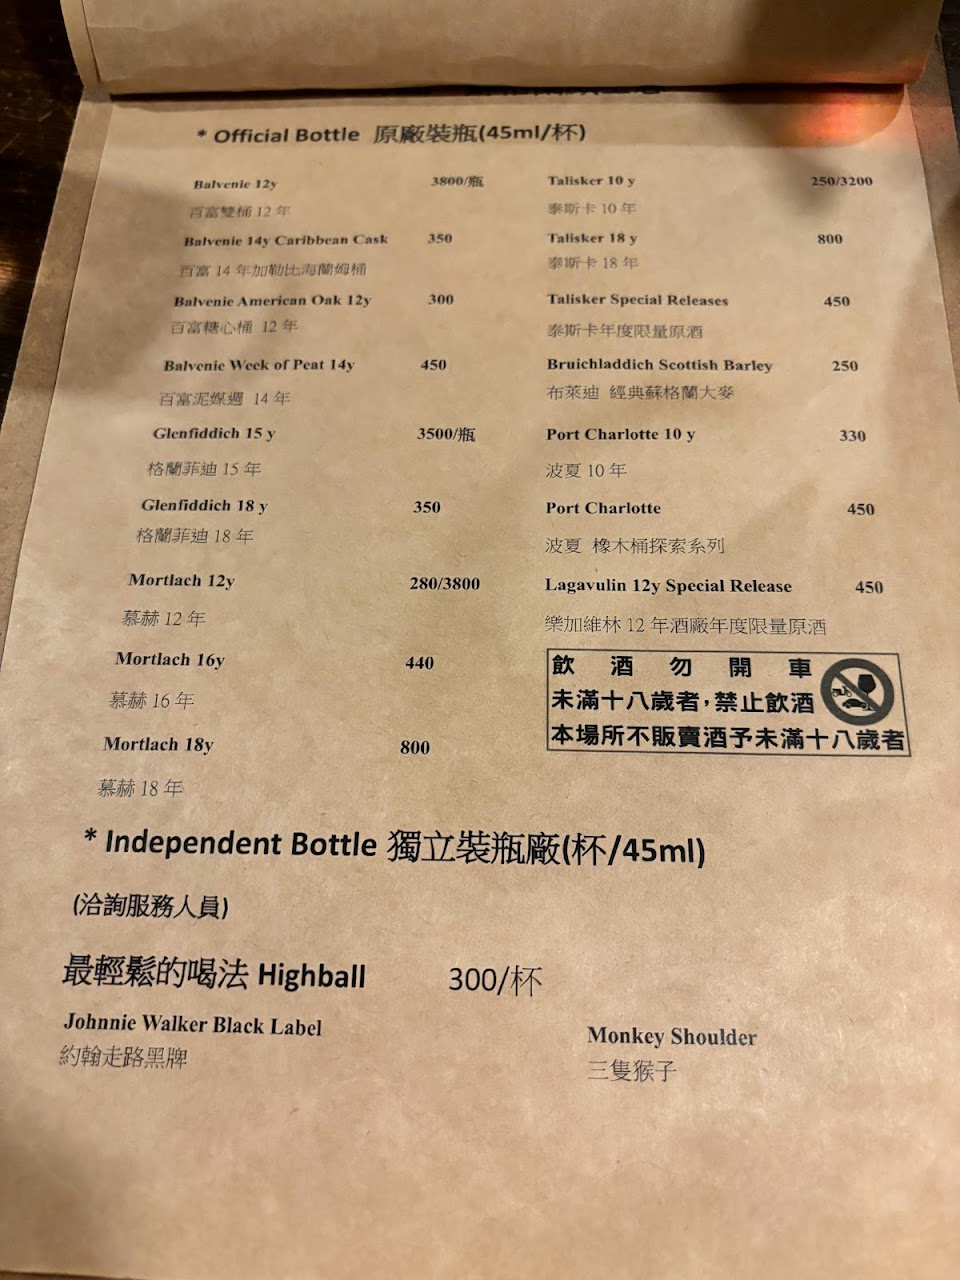 * Official Bottle 原廠裝瓶(45ml/杯)
Balvenie 12y 3800/瓶
百富雙桶 12 年
Balvenie 14y Caribbean Cask 350
百富 14 年加勒比海蘭姆桶
Balvenie American Oak 12y 300
百富糖心桶 12 年
Balvenie Week of Peat 14y 450
百富泥媒週 14 年
Glenfiddich 15 y 3500/瓶
格蘭菲迪 15 年
Glenfiddich 18 y 350
格蘭菲迪 18 年
Mortlach 12y 280/3800
慕赫 12 年
Mortlach 16y 440
慕赫 16 年
Mortlach 18y 800
慕赫 18 年
Talisker 10 y 250/3200
泰斯卡 10 年
Talisker 18 y 800
泰斯卡 18 年
Talisker Special Releases 450
泰斯卡年度限量原酒
Bruichladdich Scottish Barley 250
布萊迪 經典蘇格蘭大麥
Port Charlotte 10 y 330
波夏 10 年
Port Charlotte 450
波夏 橡木桶探索系列
Lagavulin 12y Special Release 450
樂加維林 12 年酒廠年度限量原酒
飲酒勿開車
未滿十八歲者，禁止飲酒
本場所不販賣酒予未滿十八歲者
* Independent Bottle 獨立裝瓶廠(杯/45ml)
(洽詢服務人員)
最輕鬆的喝法 Highball 300/杯
Johnnie Walker Black Label
約翰走路黑牌
Monkey Shoulder
三隻猴子